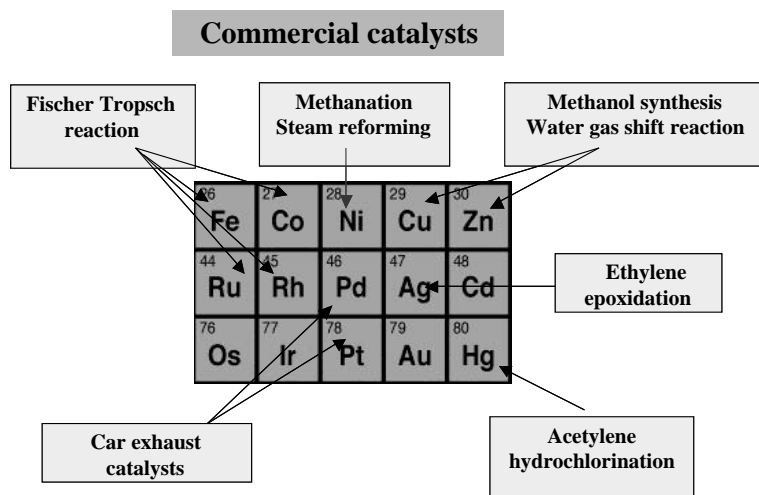 Commercial catalysts
Fischer Tropsch
reaction
Methanation
Steam reforming
Methanol synthesis
Water gas shift reaction
26
27
28
29
30
Fe
Co
Ni
Cu
Zn
44
45
46
47
48
Ru
Rh
Pd
Ag
Cd
Ethylene
epoxidation
76
77
78
79
80
Os
Ir
Pt
Au
Hg
Car exhaust
catalysts
Acetylene
hydrochlorination